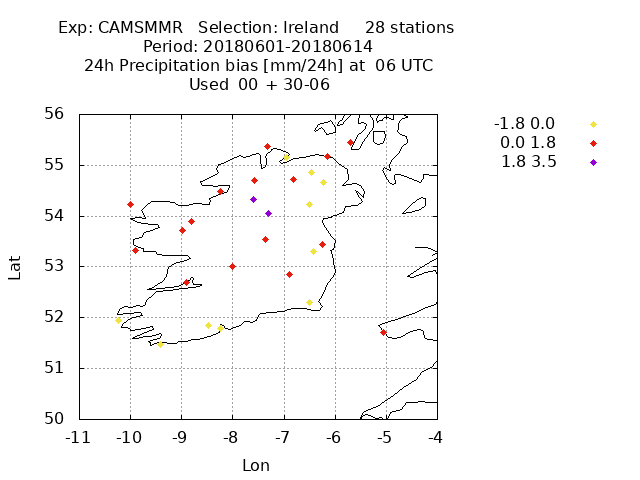 Exp: CAMSMMR   Selection: Ireland     28 stations
Period: 20180601-20180614
24h Precipitation bias [mm/24h] at  06 UTC
Used  00 + 30-06
-1.8 0.0
0.0 1.8
1.8 3.5
56
55
54
53
52
51
50
Lat
-11 -10 -9 -8 -7 -6 -5 -4
Lon